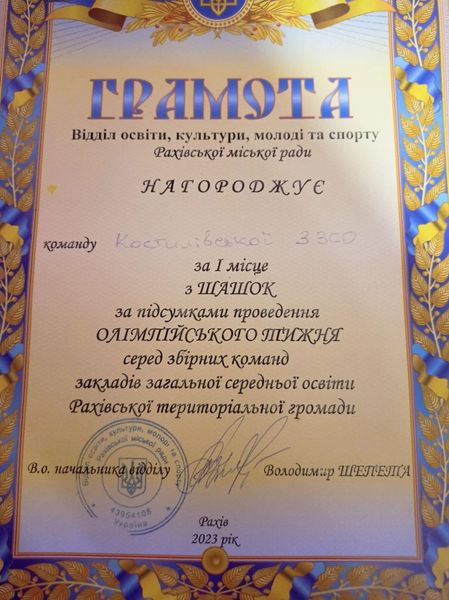 ГРАМОТА
Відділ освіти, культури, молоді та спорту
Рахівської міської ради
НАГОРОДЖУЄ
команду Костилівської ЗЗСО
за І місце
з ШАШОК
за підсумками проведення
ОЛІМПІЙСЬКОГО ТИЖНЯ
серед збірних команд
закладів загальної середньої освіти
Рахівської територіальної громади
В.о. начальника відділу Володимир ШЕПЕТА
Відділ освіти, культури, молоді та спорту
Рахівської міської ради
43954108
Україна
Рахів
2023 рік